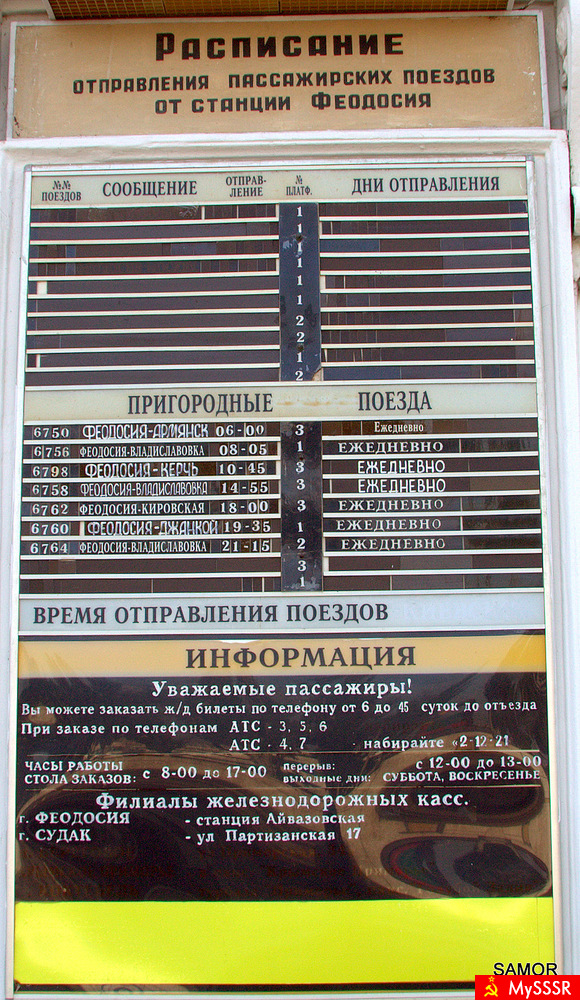 Расписание
отправления пассажирских поездов
от станции Феодосия
№№ ПОЕЗДОВ СООБЩЕНИЕ ОТПРАВ-ЛЕНИЕ № ПЛАТФ. ДНИ ОТПРАВЛЕНИЯ
1
1
1
1
1
1
2
2
1
2
ПРИГОРОДНЫЕ ПОЕЗДА
6750 ФЕОДОСИЯ-АРМЯНСК 06-00 3 Ежедневно
6756 ФЕОДОСИЯ-ВЛАДИСЛАВОВКА 08-05 1 ЕЖЕДНЕВНО
6798 ФЕОДОСИЯ-КЕРЧЬ 10-45 3 ЕЖЕДНЕВНО
6758 ФЕОДОСИЯ-ВЛАДИСЛАВОВКА 14-55 3 ЕЖЕДНЕВНО
6762 ФЕОДОСИЯ-КИРОВСКАЯ 18-00 3 ЕЖЕДНЕВНО
6760 ФЕОДОСИЯ-ДЖАНКОЙ 19-35 1 ЕЖЕДНЕВНО
6764 ФЕОДОСИЯ-ВЛАДИСЛАВОВКА 21-15 2 ЕЖЕДНЕВНО
3
1
ВРЕМЯ ОТПРАВЛЕНИЯ ПОЕЗДОВ
ИНФОРМАЦИЯ
Уважаемые пассажиры!
Вы можете заказать ж/д билеты по телефону от 6 до 45 суток до отъезда
При заказе по телефонам АТС - 3, 5, 6
АТС - 4, 7 - набирайте «2-12-21
ЧАСЫ РАБОТЫ СТОЛА ЗАКАЗОВ: с 8-00 до 17-00 перерыв: с 12-00 до 13-00
выходные дни: СУББОТА, ВОСКРЕСЕНЬЕ
Филиалы железнодорожных касс.
г. ФЕОДОСИЯ - станция Айвазовская
г. СУДАК - ул Партизанская 17
SAMOR
MySSSR